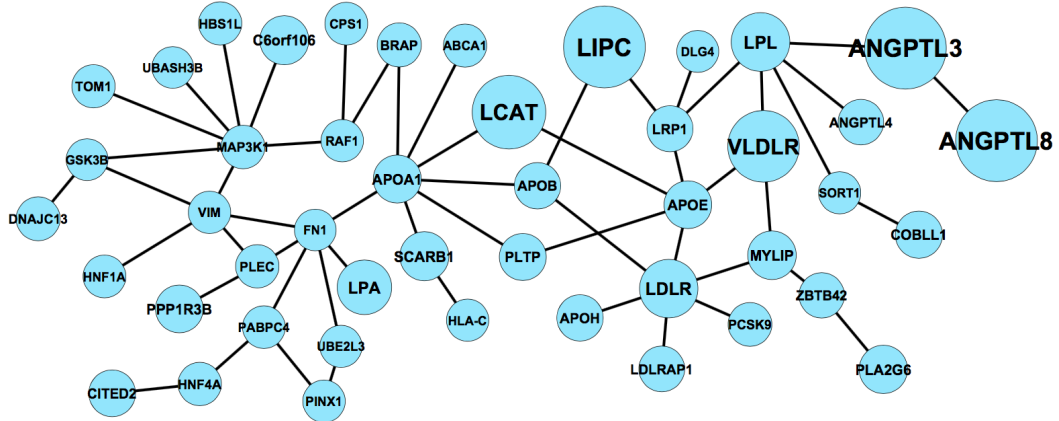 HBS1L
CPS1
C6orf106
BRAP
ABCA1
LIPC
DLG4
LPL
ANGPTL3
UBASH3B
TOM1
LCAT
ANGPTL4
LRP1
RAF1
MAP3K1
VLDLR
ANGPTL8
GSK3B
APOA1
APOB
SORT1
APOE
DNAJC13
VIM
FN1
COBLL1
SCARB1
PLTP
MYLIP
HNF1A
PLEC
LPA
LDLR
ZBTB42
PPP1R3B
HLA-C
APOH
PCSK9
PABPC4
UBE2L3
LDLRAP1
PLA2G6
HNF4A
CITED2
PINX1